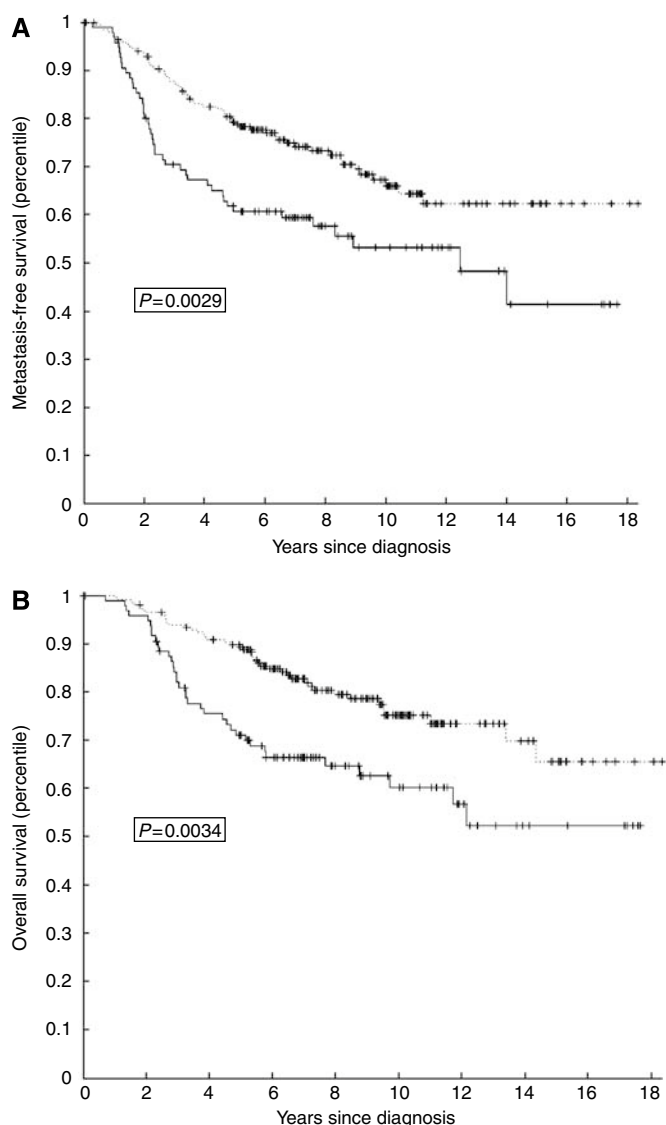 A
1
0.9
0.8
0.7
0.6
0.5
0.4
0.3
0.2
0.1
0
Metastasis-free survival (percentile)
P=0.0029
0 2 4 6 8 10 12 14 16 18
Years since diagnosis
B
1
0.9
0.8
0.7
0.6
0.5
0.4
0.3
0.2
0.1
0
Overall survival (percentile)
P=0.0034
0 2 4 6 8 10 12 14 16 18
Years since diagnosis